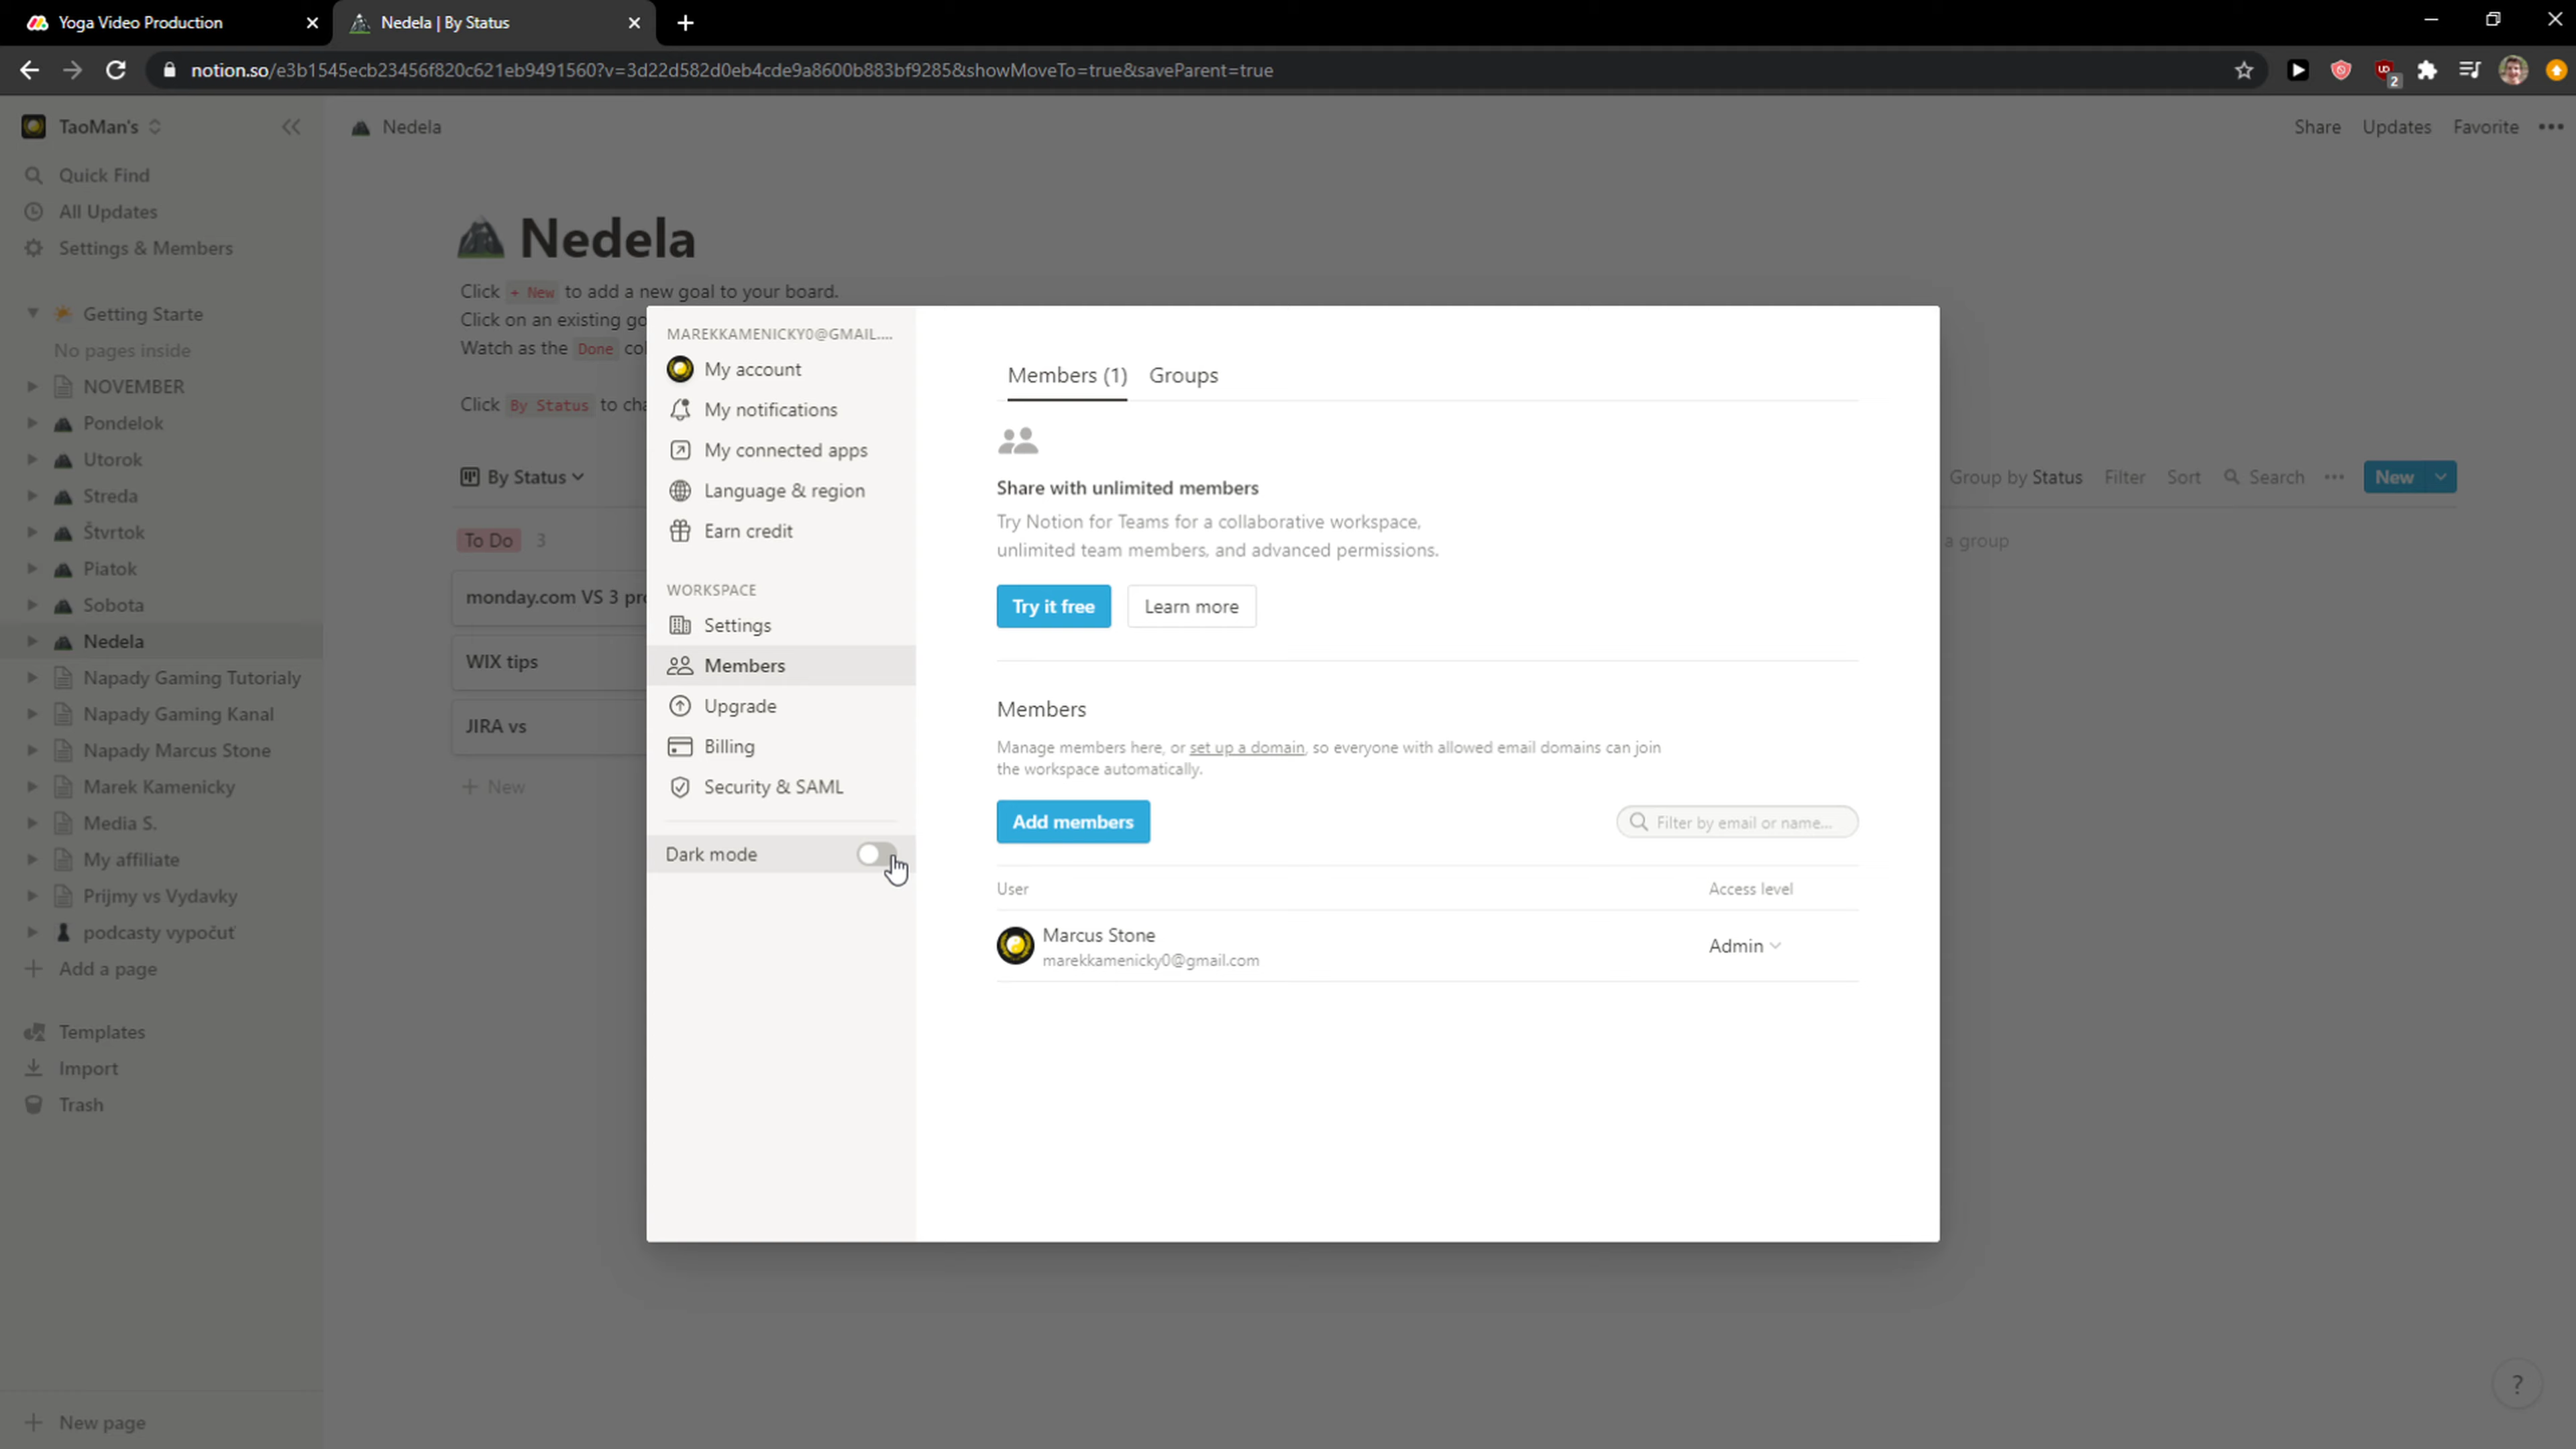 Yoga Video Production
Nedela | By Status
notion.so/e3b1545ecb23456f820c621eb9491560?v=3d22d582d0eb4cde9a8600b883bf9285&showMoveTo=true&saveParent=true
2
TaoMan's
Quick Find
All Updates
Settings & Members
Getting Starte
No pages inside
NOVEMBER
Pondelok
Utorok
Streda
Štvrtok
Piatok
Sobota
Nedela
Napady Gaming Tutorialy
Napady Gaming Kanal
Napady Marcus Stone
Marek Kamenicky
Media S.
My affiliate
Prijmy vs Vydavky
podcasty vypočuť
Add a page
Templates
Import
Trash
New page
Nedela
Share Updates Favorite
Nedela
Click + New to add a new goal to your board.
Click on an existing go
Watch as the Done col
Click By Status to cha
By Status
Group by Status Filter Sort Search New
To Do 3
a group
monday.com VS 3 pro
WIX tips
JIRA vs
+ New
MAREKKAMENICKY0@GMAIL....
My account
My notifications
My connected apps
Language & region
Earn credit
WORKSPACE
Settings
Members
Upgrade
Billing
Security & SAML
Dark mode
Members (1) Groups
Share with unlimited members
Try Notion for Teams for a collaborative workspace,
unlimited team members, and advanced permissions.
Try it free Learn more
Members
Manage members here, or set up a domain, so everyone with allowed email domains can join
the workspace automatically.
Add members
Filter by email or name...
User Access level
Marcus Stone
marekkamenicky0@gmail.com
Admin
?